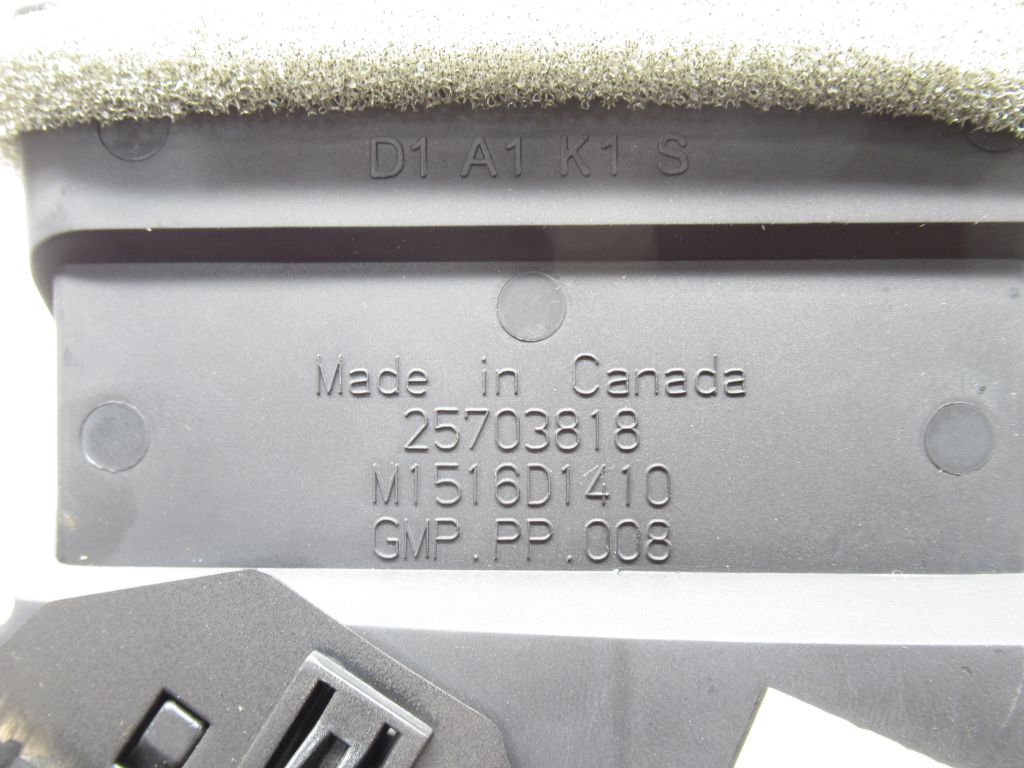 D1 A1 K1 S
Made in Canada
25703818
M1516D1410
GMP.PP.008